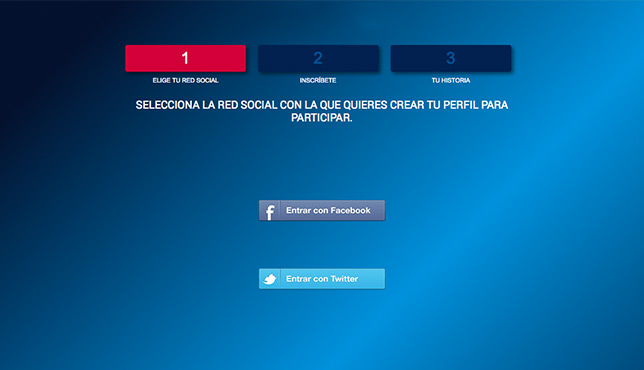 1 2 3
ELIGE TU RED SOCIAL INSCRÍBETE TU HISTORIA
SELECCIONA LA RED SOCIAL CON LA QUE QUIERES CREAR TU PERFIL PARA
PARTICIPAR.
Entrar con Facebook
Entrar con Twitter